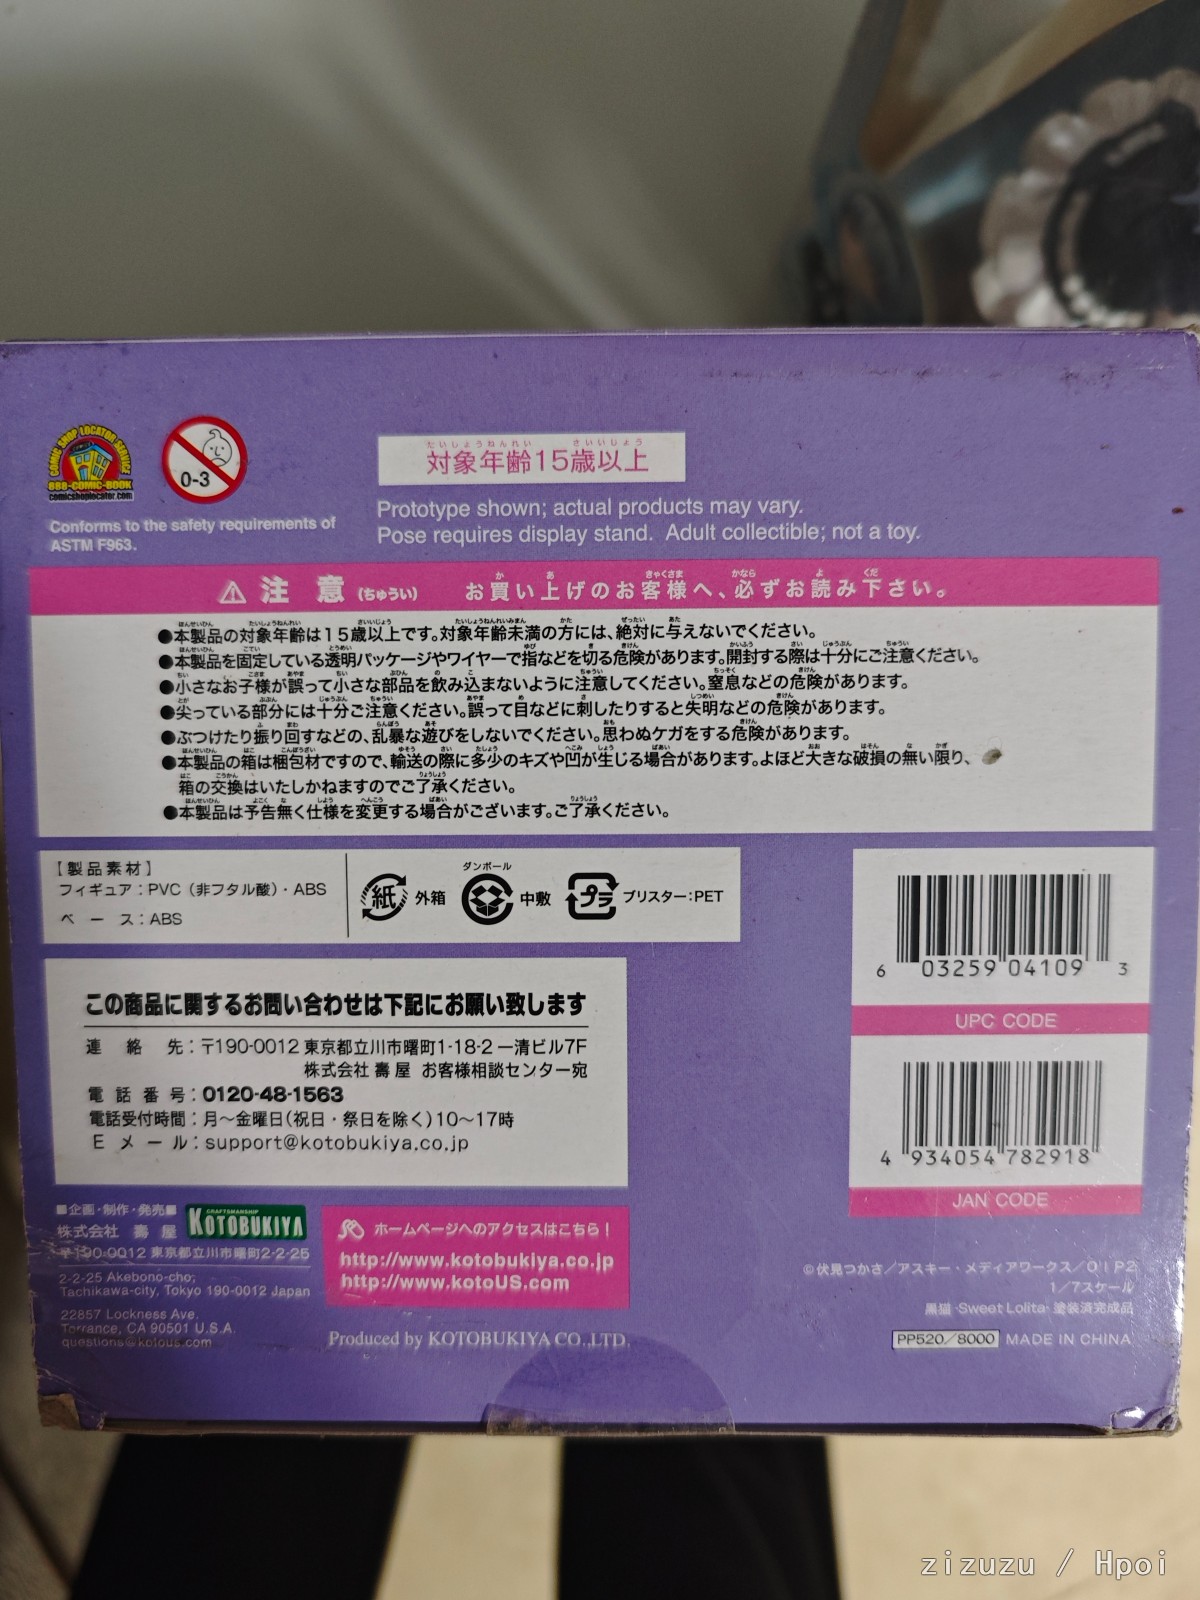 COMIC SHOP LOCATOR SERVICE
888-COMIC-BOOK
comicshoplocator.com
0-3
Conforms to the safety requirements of
ASTM F963.
たいしょうねんれい さいいじょう
対象年齢15歳以上
Prototype shown; actual products may vary.
Pose requires display stand. Adult collectible; not a toy.
注 意 (ちゅうい) お買い上げのお客様へ、必ずお読み下さい。
●本製品の対象年齢は15歳以上です。対象年齢未満の方には、絶対に与えないでください。
●本製品を固定している透明パッケージやワイヤーで指などを切る危険があります。開封する際は十分にご注意ください。
●小さなお子様が誤って小さな部品を飲み込まないように注意してください。窒息などの危険があります。
●尖っている部分には十分ご注意ください。誤って目などに刺したりすると失明などの危険があります。
●ぶつけたり振り回すなどの、乱暴な遊びをしないでください。思わぬケガをする危険があります。
●本製品の箱は梱包材ですので、輸送の際に多少のキズや凹が生じる場合があります。よほど大きな破損の無い限り、
箱の交換はいたしかねますのでご了承ください。
●本製品は予告無く仕様を変更する場合がございます。ご了承ください。
【製品素材】
フィギュア：PVC（非フタル酸）・ABS
ベース：ABS
紙 外箱
ダンボール
中敷
プラ ブリスター：PET
6 03259 04109 3
UPC CODE
4 934054 782918
JAN CODE
この商品に関するお問い合わせは下記にお願い致します
連絡先：〒190-0012 東京都立川市曙町1-18-2 一清ビル7F
株式会社 壽屋 お客様相談センター宛
電話番号：0120-48-1563
電話受付時間：月～金曜日（祝日・祭日を除く）10～17時
Eメール：support@kotobukiya.co.jp
■企画・制作・発売■
株式会社 壽屋
CRAFTSMANSHIP
KOTOBUKIYA
〒190-0012 東京都立川市曙町2-2-25
2-2-25 Akebono-cho,
Tachikawa-city, Tokyo 190-0012 Japan
22857 Lockness Ave.
Torrance, CA 90501 U.S.A.
questions@kotous.com
ホームページへのアクセスはこちら！
http://www.kotobukiya.co.jp
http://www.kotoUS.com
Produced by KOTOBUKIYA CO.,LTD.
©伏見つかさ／アスキー・メディアワークス／OIP2
1/7スケール
黒猫 -Sweet Lolita- 塗装済完成品
PP520／8000 MADE IN CHINA
zizuzu / Hpoi